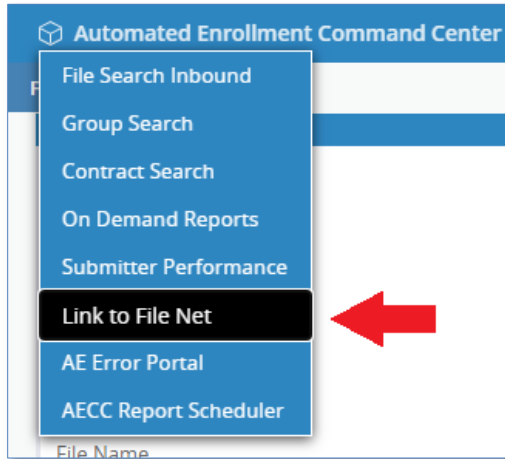 Automated Enrollment Command Center
F
File Search Inbound
Group Search
Contract Search
On Demand Reports
Submitter Performance
Link to File Net
AE Error Portal
AECC Report Scheduler
File Name